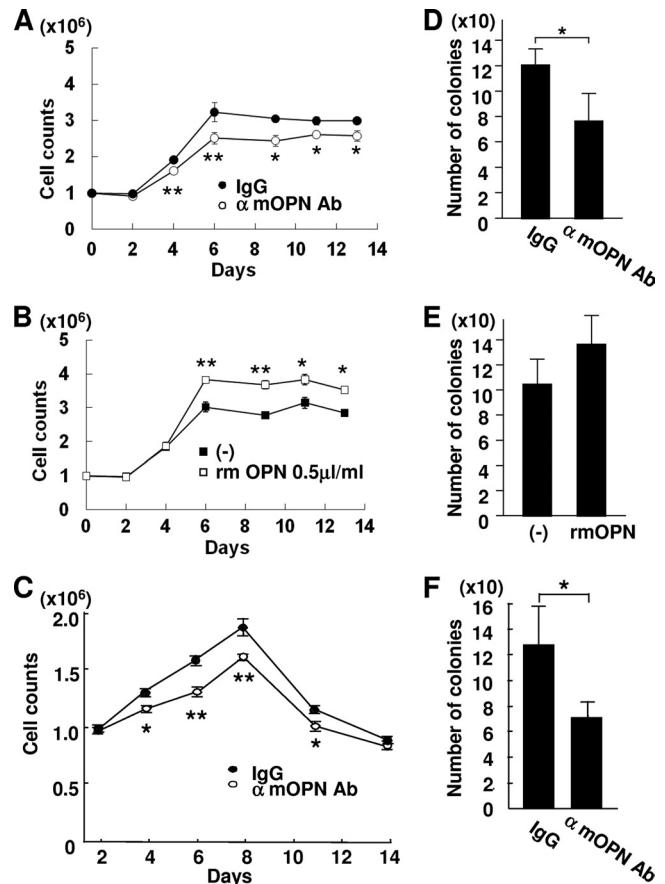 A (x10⁶)
5
4
3
2
1
0
Cell counts
** ** * * *
IgG
α mOPN Ab
0 2 4 6 8 10 12 14
Days
D (x10)
14
12
10
8
6
4
2
0
Number of colonies
*
IgG α mOPN Ab
B (x10⁶)
5
4
3
2
1
0
Cell counts
** ** * *
(-)
rm OPN 0.5µl/ml
0 2 4 6 8 10 12 14
Days
E (x10)
14
12
10
8
6
4
2
0
Number of colonies
(-) rmOPN
C (x10⁶)
2.0
1.5
1.0
0.5
0
Cell counts
* ** ** *
IgG
α mOPN Ab
2 4 6 8 10 12 14
Days
F (x10)
16
14
12
10
8
6
4
2
0
Number of colonies
*
IgG α mOPN Ab